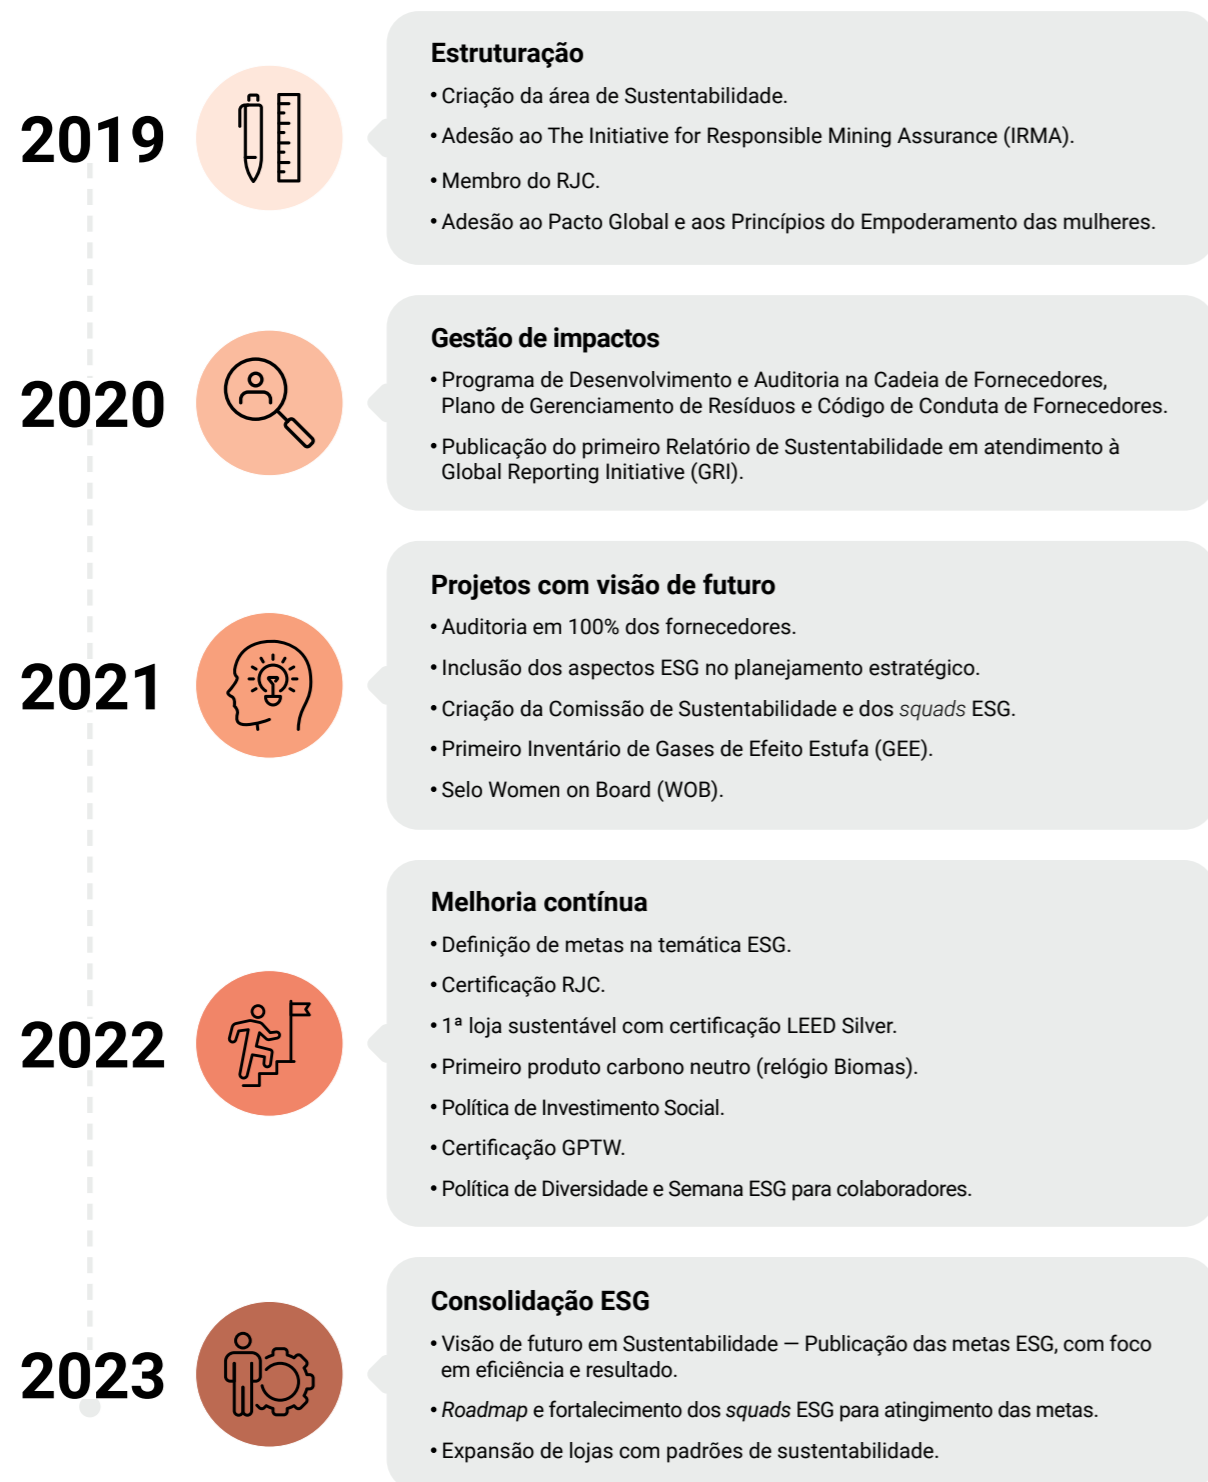 2019
Estruturação
• Criação da área de Sustentabilidade.
• Adesão ao The Initiative for Responsible Mining Assurance (IRMA).
• Membro do RJC.
• Adesão ao Pacto Global e aos Princípios do Empoderamento das mulheres.
2020
Gestão de impactos
• Programa de Desenvolvimento e Auditoria na Cadeia de Fornecedores,
Plano de Gerenciamento de Resíduos e Código de Conduta de Fornecedores.
• Publicação do primeiro Relatório de Sustentabilidade em atendimento à
Global Reporting Initiative (GRI).
2021
Projetos com visão de futuro
• Auditoria em 100% dos fornecedores.
• Inclusão dos aspectos ESG no planejamento estratégico.
• Criação da Comissão de Sustentabilidade e dos squads ESG.
• Primeiro Inventário de Gases de Efeito Estufa (GEE).
• Selo Women on Board (WOB).
2022
Melhoria contínua
• Definição de metas na temática ESG.
• Certificação RJC.
• 1ª loja sustentável com certificação LEED Silver.
• Primeiro produto carbono neutro (relógio Biomas).
• Política de Investimento Social.
• Certificação GPTW.
• Política de Diversidade e Semana ESG para colaboradores.
2023
Consolidação ESG
• Visão de futuro em Sustentabilidade — Publicação das metas ESG, com foco
em eficiência e resultado.
• Roadmap e fortalecimento dos squads ESG para atingimento das metas.
• Expansão de lojas com padrões de sustentabilidade.